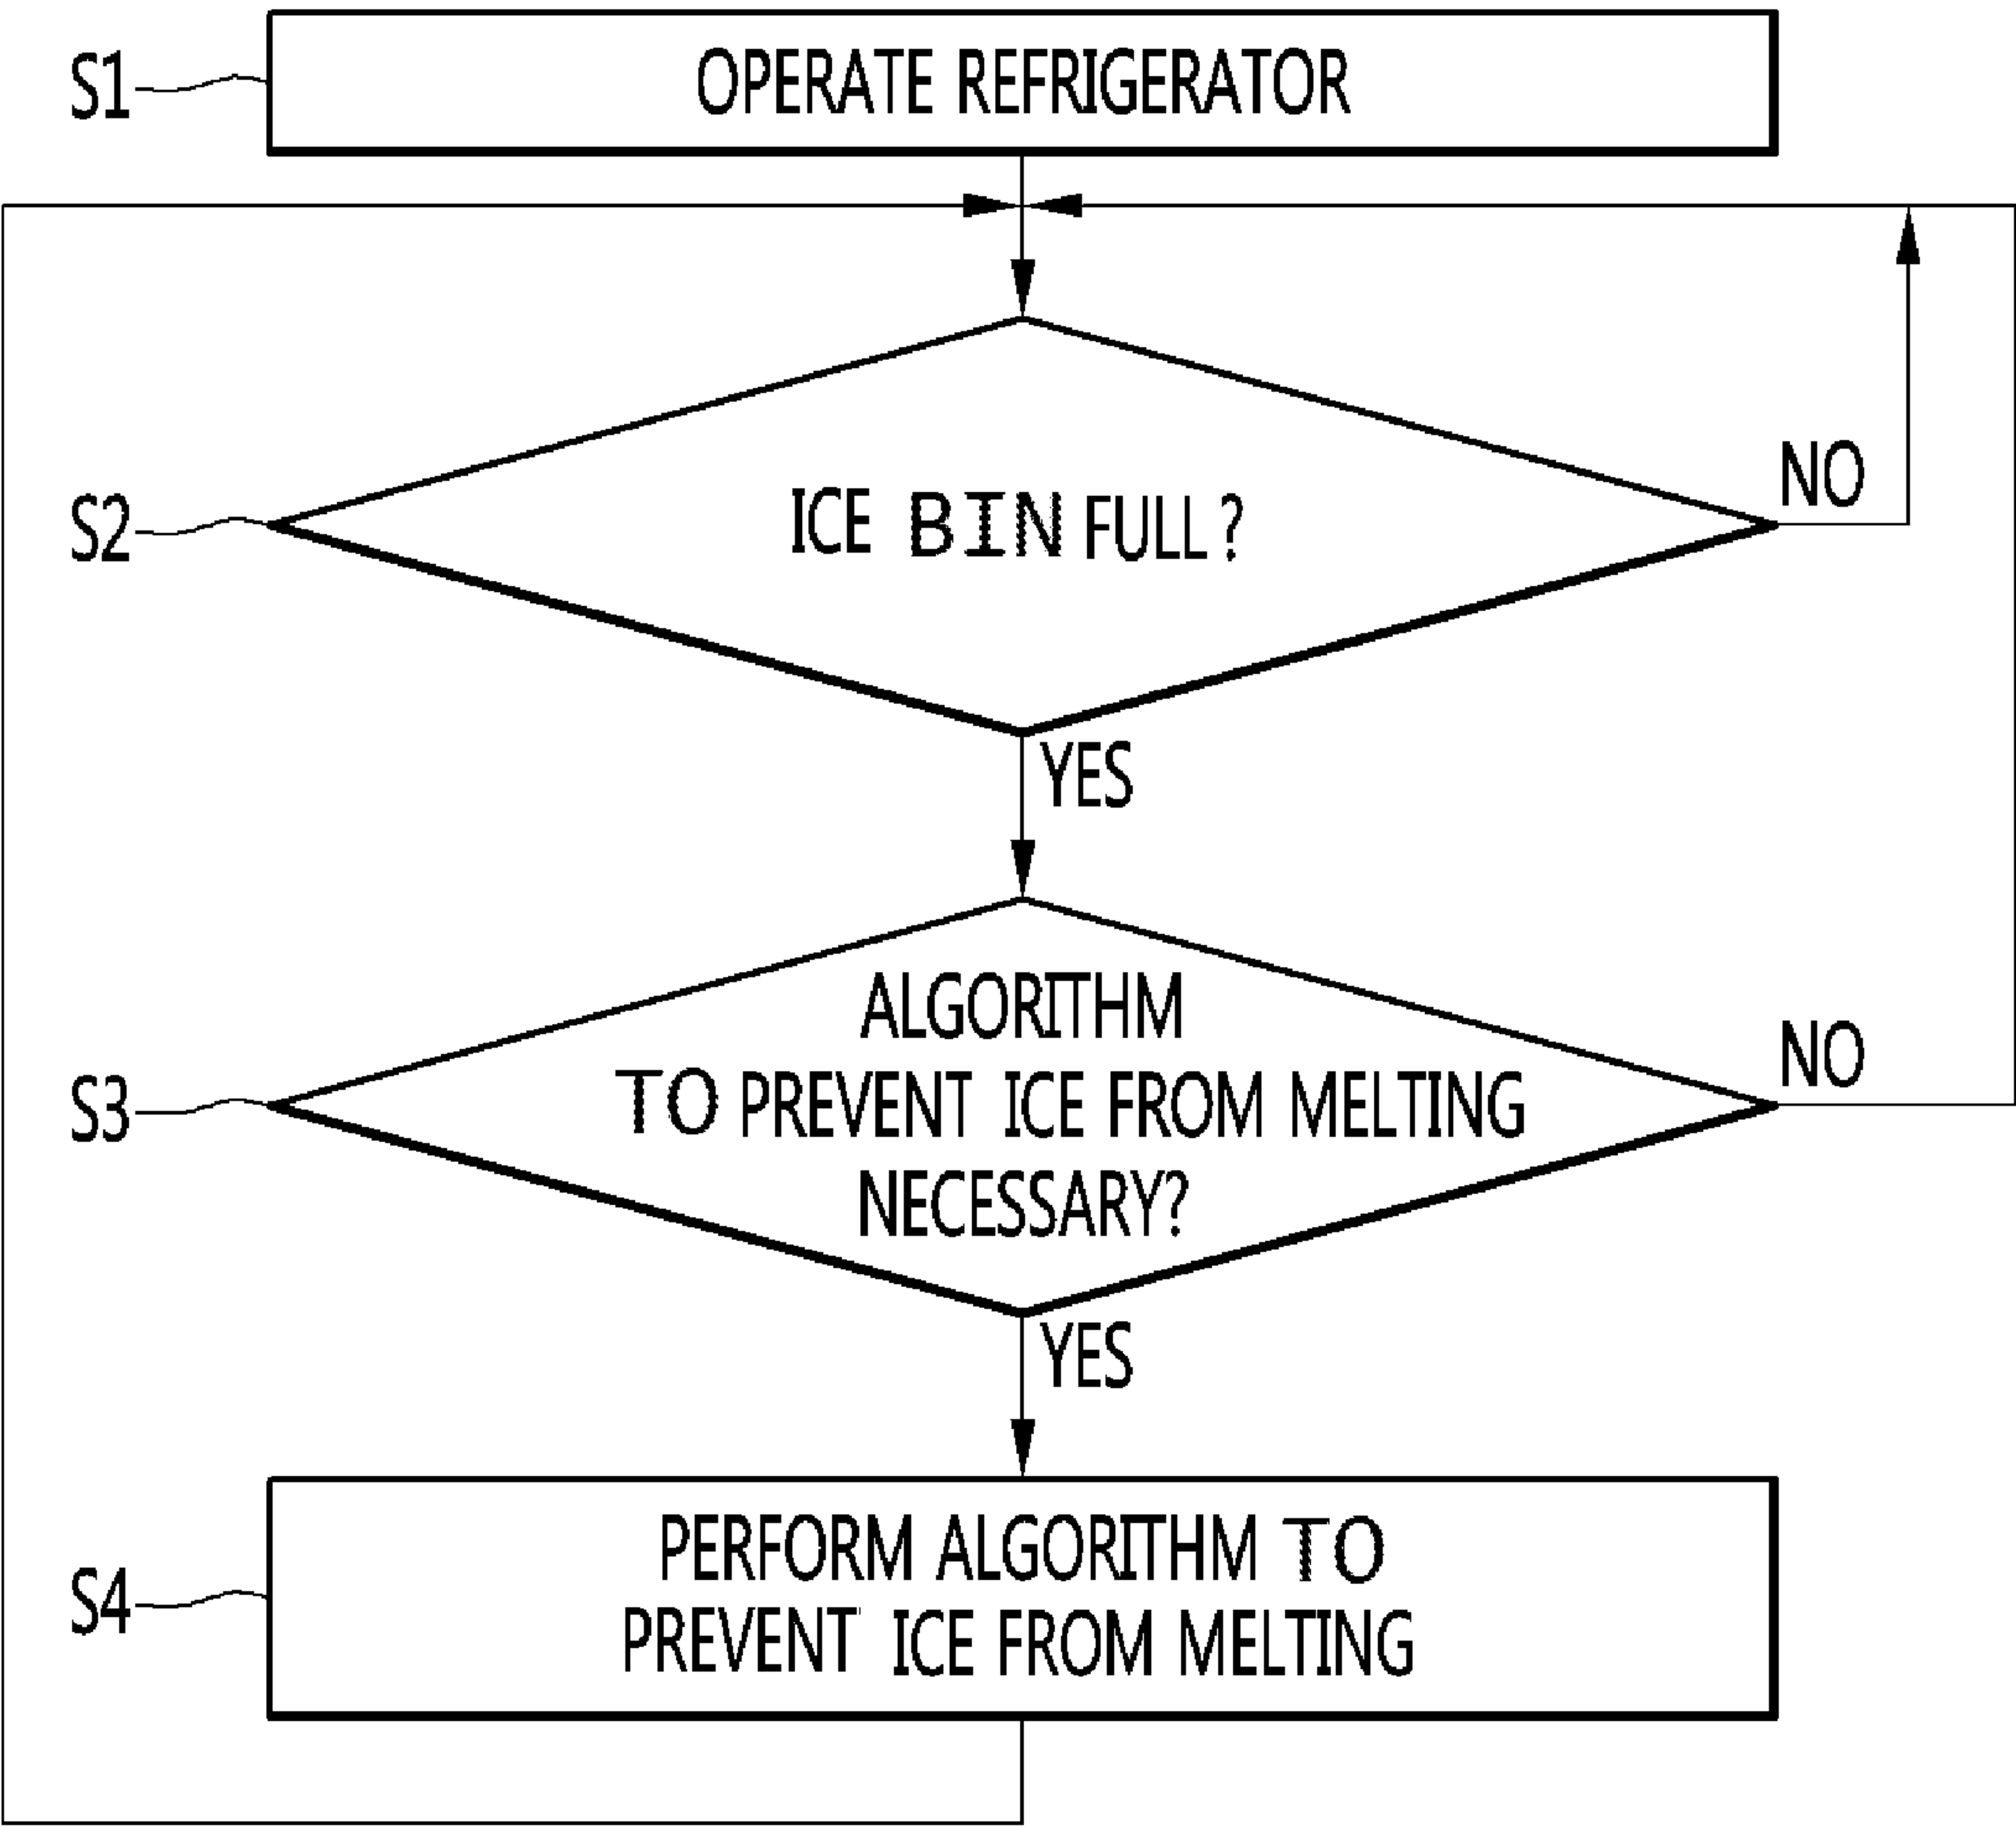 S1
OPERATE REFRIGERATOR
S2
ICE BIN FULL?
NO
YES
ALGORITHM
S3
TO PREVENT ICE FROM MELTING
NO
NECESSARY?
YES
S4
PERFORM ALGORITHM TO
PREVENT ICE FROM MELTING